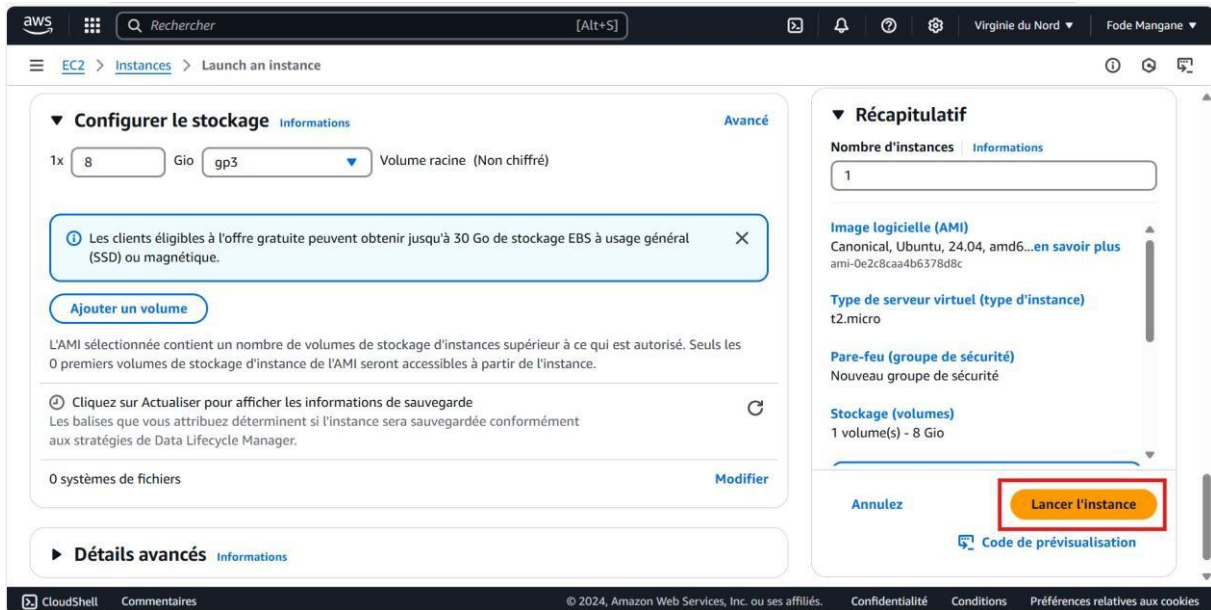 aws
Rechercher [Alt+S]
Virginie du Nord
Fode Mangane
EC2 > Instances > Launch an instance
Configurer le stockage Informations
Avancé
1x 8 Gio gp3 Volume racine (Non chiffré)
Les clients éligibles à l'offre gratuite peuvent obtenir jusqu'à 30 Go de stockage EBS à usage général
(SSD) ou magnétique.
Ajouter un volume
L'AMI sélectionnée contient un nombre de volumes de stockage d'instances supérieur à ce qui est autorisé. Seuls les
0 premiers volumes de stockage d'instance de l'AMI seront accessibles à partir de l'instance.
Cliquez sur Actualiser pour afficher les informations de sauvegarde
Les balises que vous attribuez déterminent si l'instance sera sauvegardée conformément
aux stratégies de Data Lifecycle Manager.
0 systèmes de fichiers
Modifier
Détails avancés Informations
Récapitulatif
Nombre d'instances Informations
1
Image logicielle (AMI)
Canonical, Ubuntu, 24.04, amd6...en savoir plus
ami-0e2c8caa4b6378d8c
Type de serveur virtuel (type d'instance)
t2.micro
Pare-feu (groupe de sécurité)
Nouveau groupe de sécurité
Stockage (volumes)
1 volume(s) - 8 Gio
Annulez
Lancer l'instance
Code de prévisualisation
CloudShell Commentaires
© 2024, Amazon Web Services, Inc. ou ses affiliés.
Confidentialité Conditions Préférences relatives aux cookies